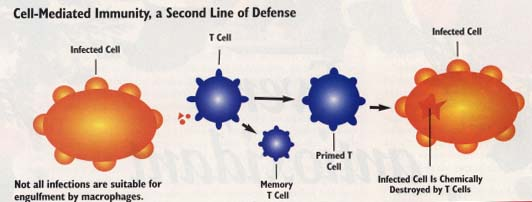 Cell-Mediated Immunity, a Second Line of Defense
Infected Cell
T Cell
Infected Cell
Primed T
Cell
Memory
T Cell
Not all infections are suitable for
engulfment by macrophages.
Infected Cell Is Chemically
Destroyed by T Cells